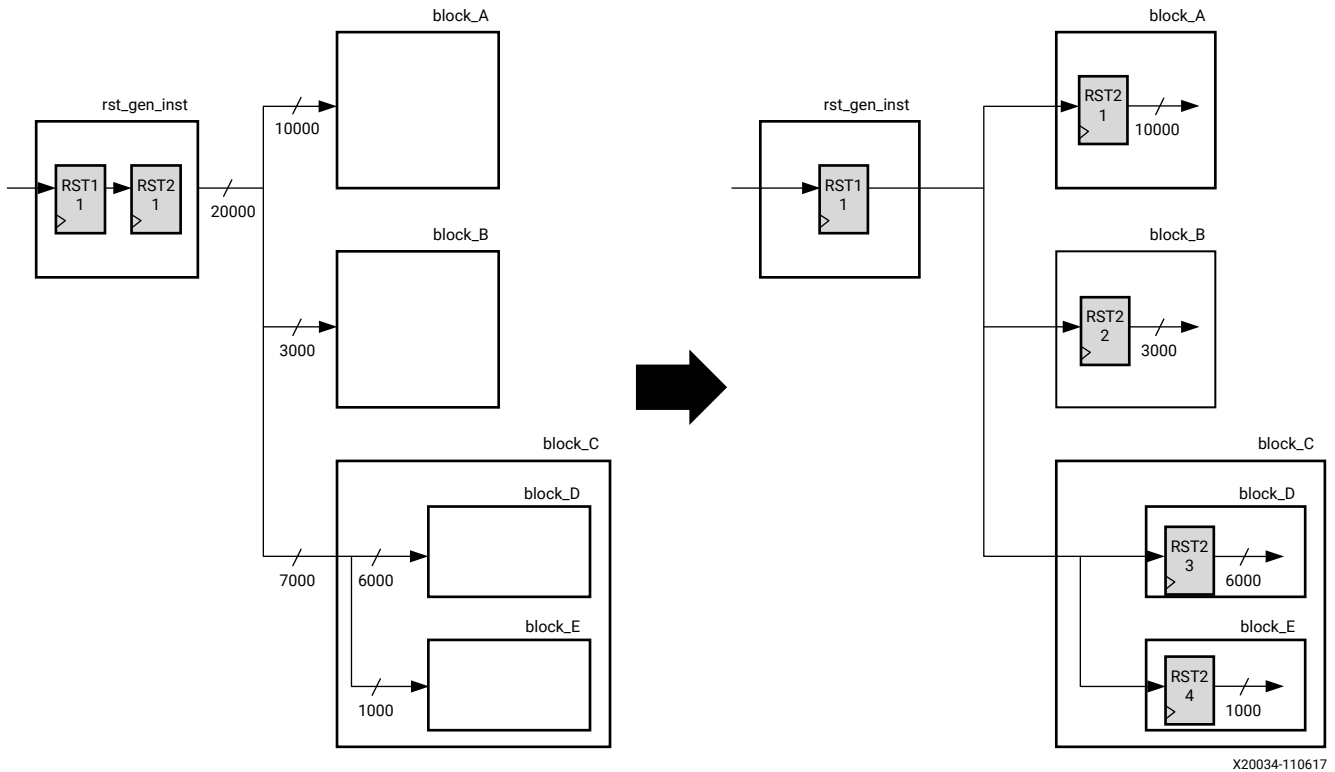 block_A
rst_gen_inst
10000
RST1
1
RST2
1
20000
block_B
3000
block_C
block_D
7000
6000
block_E
1000
block_A
rst_gen_inst
RST2
1
10000
RST1
1
block_B
RST2
2
3000
block_C
block_D
RST2
3
6000
block_E
RST2
4
1000
X20034-110617